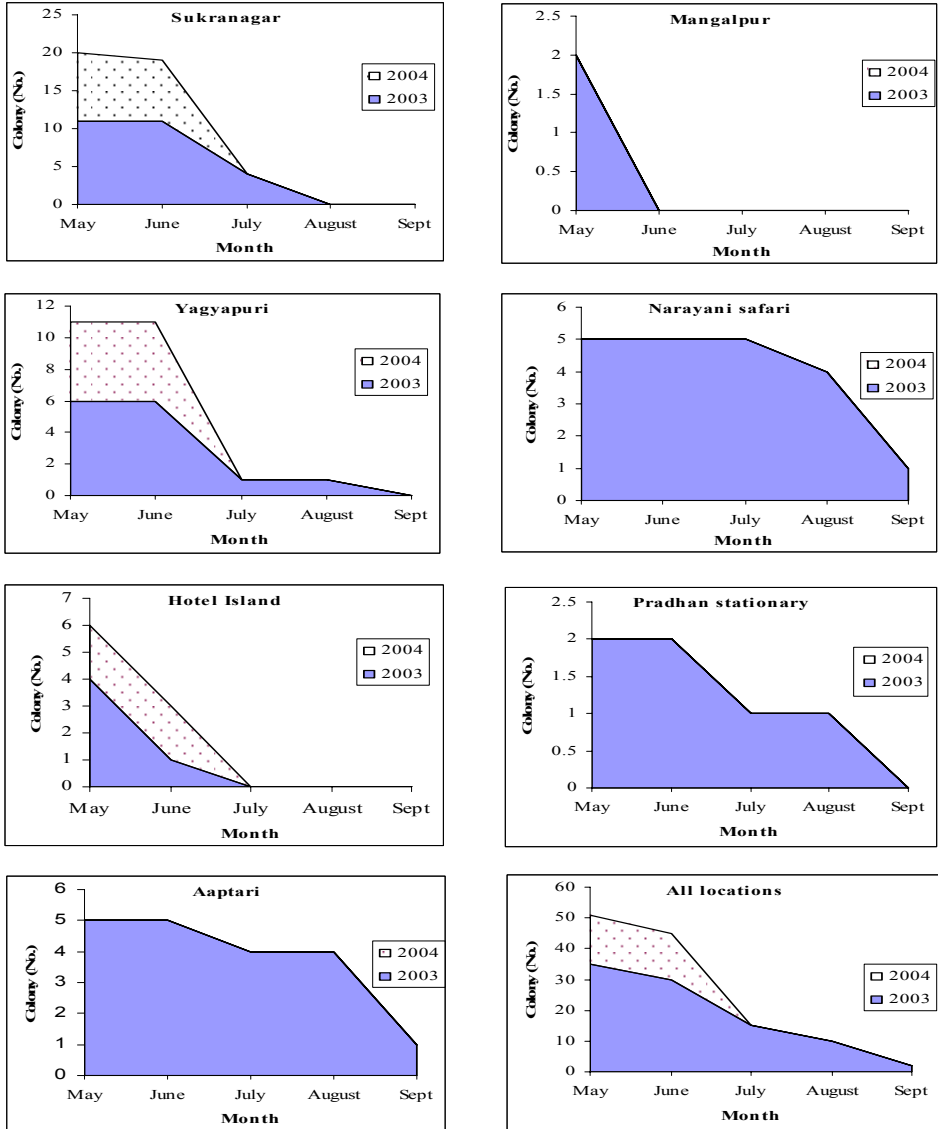 Sukranagar
25
20
15
10
5
0
Colony (No.)
2004
2003
May June July August Sept
Month
Mangalpur
2.5
2
1.5
1
0.5
0
Colony (No.)
2004
2003
May June July August Sept
Month
Yagyapuri
12
10
8
6
4
2
0
Colony (No.)
2004
2003
May June July August Sept
Month
Narayani safari
6
5
4
3
2
1
0
Colony (No.)
2004
2003
May June July August Sept
Month
Hotel Island
7
6
5
4
3
2
1
0
Colony (No.)
2004
2003
May June July August Sept
Month
Pradhan stationary
2.5
2
1.5
1
0.5
0
Colony (No.)
2004
2003
May June July August Sept
Month
Aaptari
6
5
4
3
2
1
0
Colony (No.)
2004
2003
May June July August Sept
Month
All locations
60
50
40
30
20
10
0
Colony (No.)
2004
2003
May June July August Sept
Month